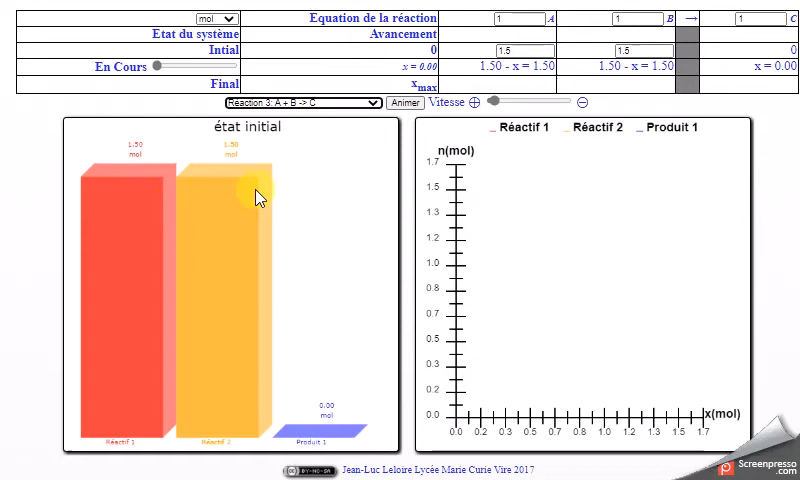 mol Equation de la réaction 1 A 1 B → 1 C
Etat du système Avancement
Intial 0 1.5 1.5 0
En Cours x = 0.00 1.50 - x = 1.50 1.50 - x = 1.50 x = 0.00
Final xmax
Réaction 3: A + B -> C Animer Vitesse
état initial
1.50
mol
1.50
mol
0.00
mol
Réactif 1 Réactif 2 Produit 1
Réactif 1 Réactif 2 Produit 1
n(mol)
1.7
1.5
1.3
1.2
1.0
0.8
0.7
0.5
0.3
0.2
0.0
x(mol)
0.0 0.2 0.3 0.5 0.7 0.8 1.0 1.2 1.3 1.5 1.7
CC BY-NC-SA Jean-Luc Leloire Lycée Marie Curie Vire 2017
Screenpresso
.com